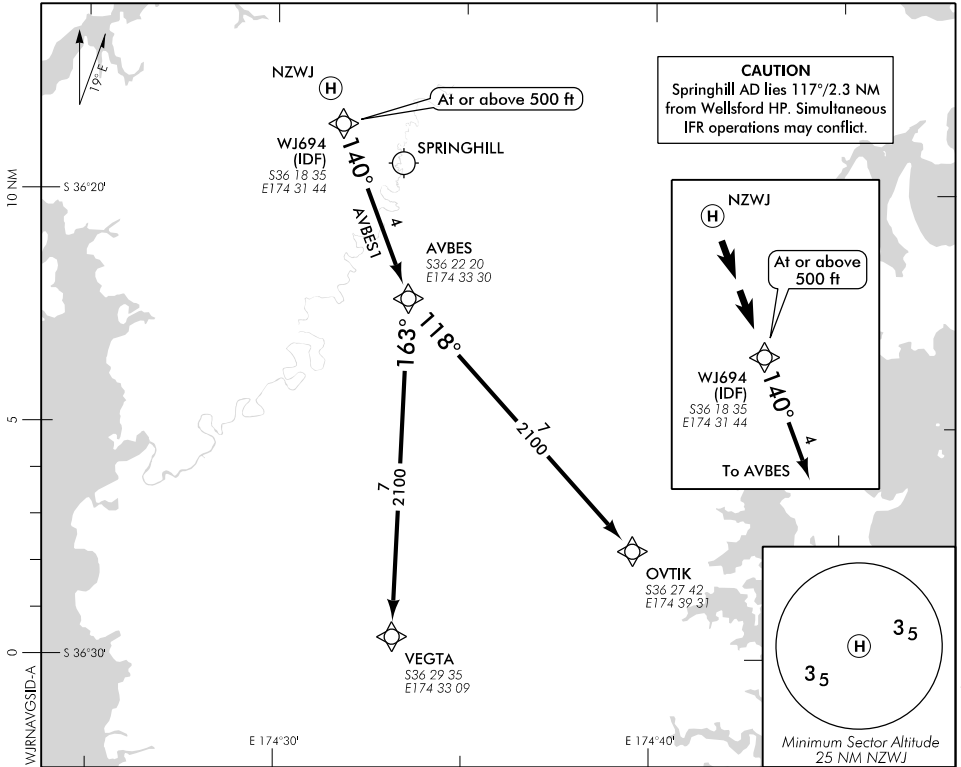 19° E
NZWJ
H
At or above 500 ft
CAUTION
Springhill AD lies 117°/2.3 NM
from Wellsford HP. Simultaneous
IFR operations may conflict.
WJ694
(IDF)
S36 18 35
E174 31 44
SPRINGHILL
10 NM
S 36°20'
140°
4
AVBES1
AVBES
S36 22 20
E174 33 30
NZWJ
H
At or above
500 ft
WJ694
(IDF)
S36 18 35
E174 31 44
140°
4
To AVBES
163°
118°
5
7
2100
7
2100
OVTIK
S36 27 42
E174 39 31
0
S 36°30'
VEGTA
S36 29 35
E174 33 09
WJRNAVGSID-A
E 174°30'
E 174°40'
35
H
35
Minimum Sector Altitude
25 NM NZWJ